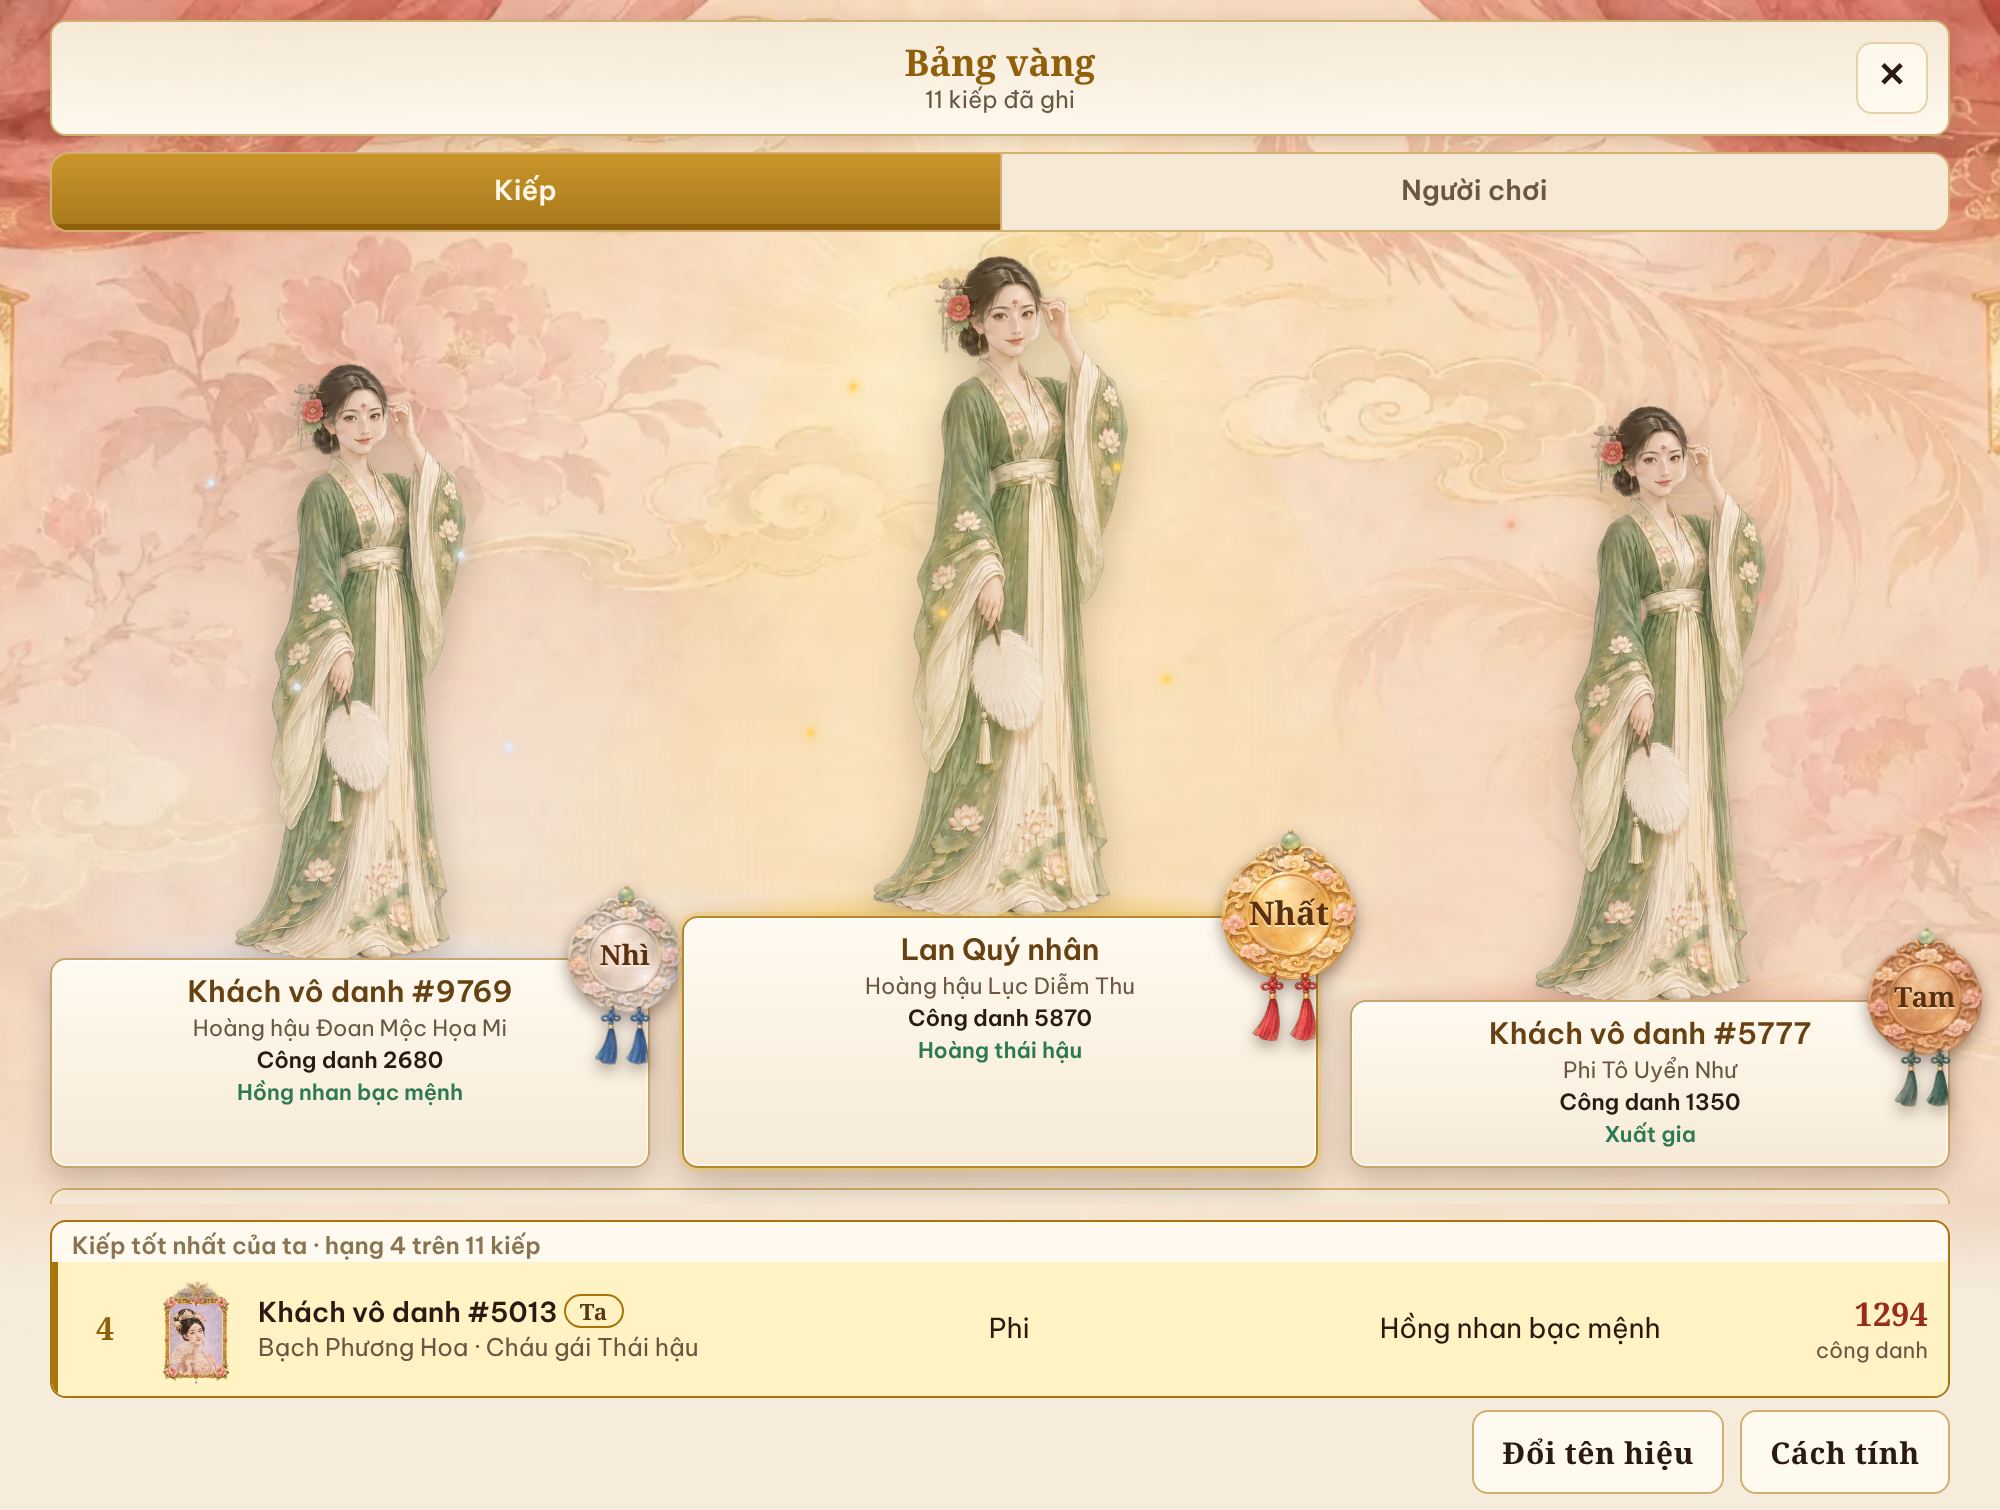 Bảng vàng
11 kiếp đã ghi
×
Kiếp
Người chơi
Nhì
Khách vô danh #9769
Hoàng hậu Đoan Mộc Họa Mi
Công danh 2680
Hồng nhan bạc mệnh
Nhất
Lan Quý nhân
Hoàng hậu Lục Diễm Thu
Công danh 5870
Hoàng thái hậu
Tam
Khách vô danh #5777
Phi Tô Uyển Như
Công danh 1350
Xuất gia
Kiếp tốt nhất của ta · hạng 4 trên 11 kiếp
4
Khách vô danh #5013 Ta
Bạch Phương Hoa · Cháu gái Thái hậu
Phi
Hồng nhan bạc mệnh
1294
công danh
Đổi tên hiệu
Cách tính